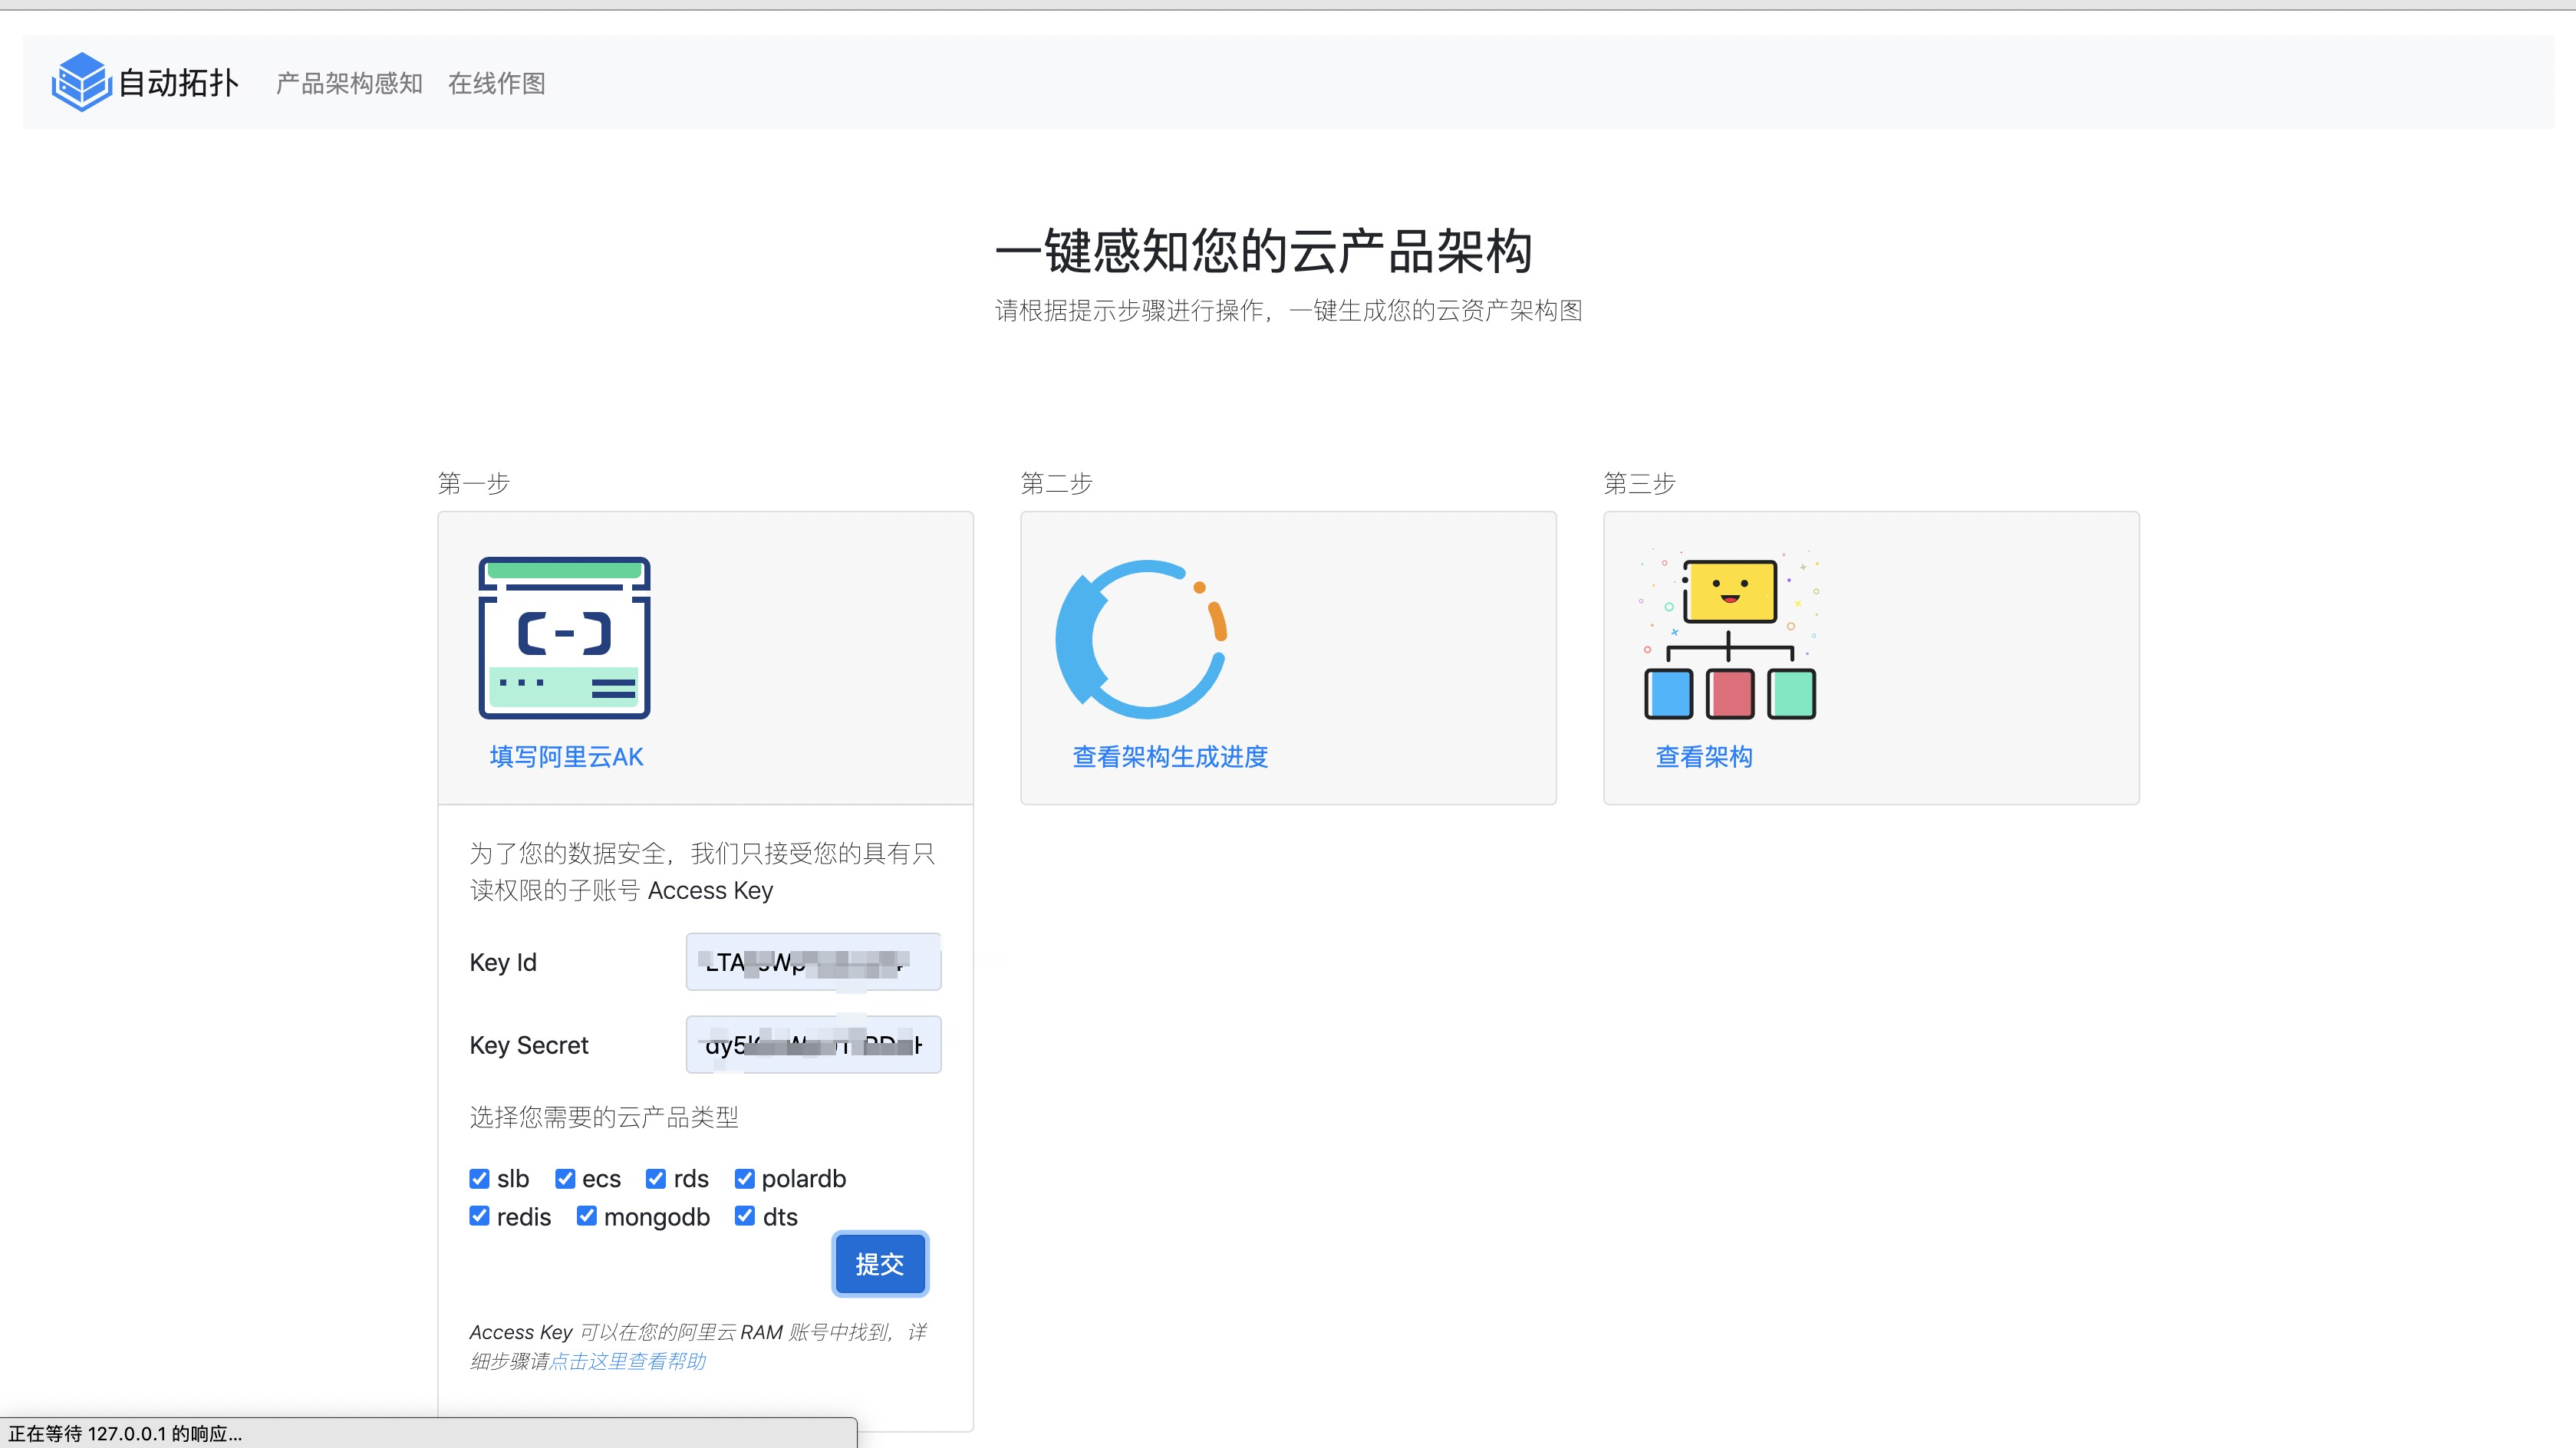 自动拓扑 产品架构感知 在线作图
一键感知您的云产品架构
请根据提示步骤进行操作，一键生成您的云资产架构图
第一步
填写阿里云AK
为了您的数据安全，我们只接受您的具有只
读权限的子账号 Access Key
Key Id
Key Secret
选择您需要的云产品类型
slb ecs rds polardb
redis mongodb dts
提交
Access Key 可以在您的阿里云 RAM 账号中找到，详
细步骤请点击这里查看帮助
第二步
查看架构生成进度
第三步
查看架构
正在等待 127.0.0.1 的响应...